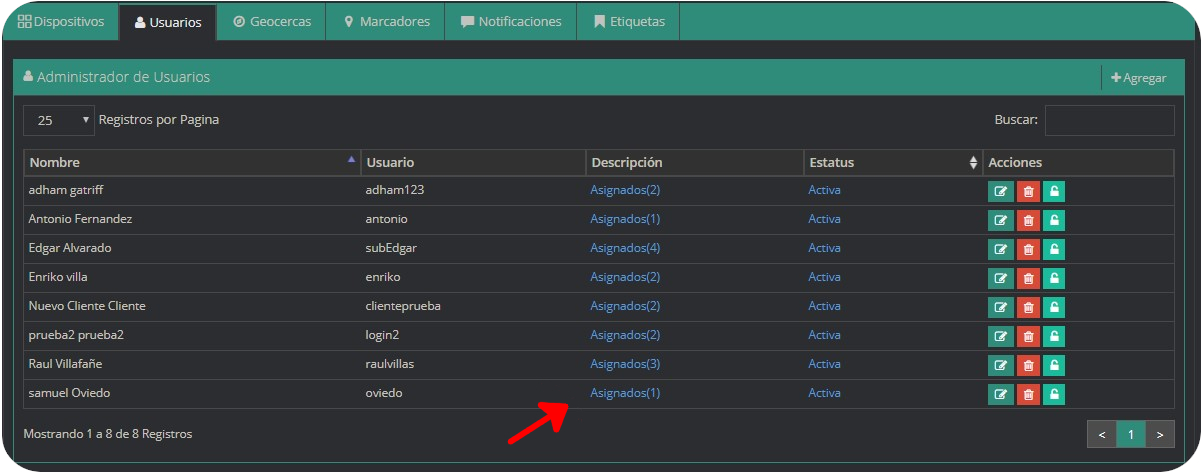 Dispositivos Usuarios Geocercas Marcadores Notificaciones Etiquetas
Administrador de Usuarios Agregar
25 Registros por Pagina Buscar:
Nombre Usuario Descripción Estatus Acciones
adham gatriff adham123 Asignados(2) Activa
Antonio Fernandez antonio Asignados(1) Activa
Edgar Alvarado subEdgar Asignados(4) Activa
Enriko villa enriko Asignados(2) Activa
Nuevo Cliente Cliente clienteprueba Asignados(2) Activa
prueba2 prueba2 login2 Asignados(2) Activa
Raul Villafañe raulvillas Asignados(3) Activa
samuel Oviedo oviedo Asignados(1) Activa
Mostrando 1 a 8 de 8 Registros < 1 >